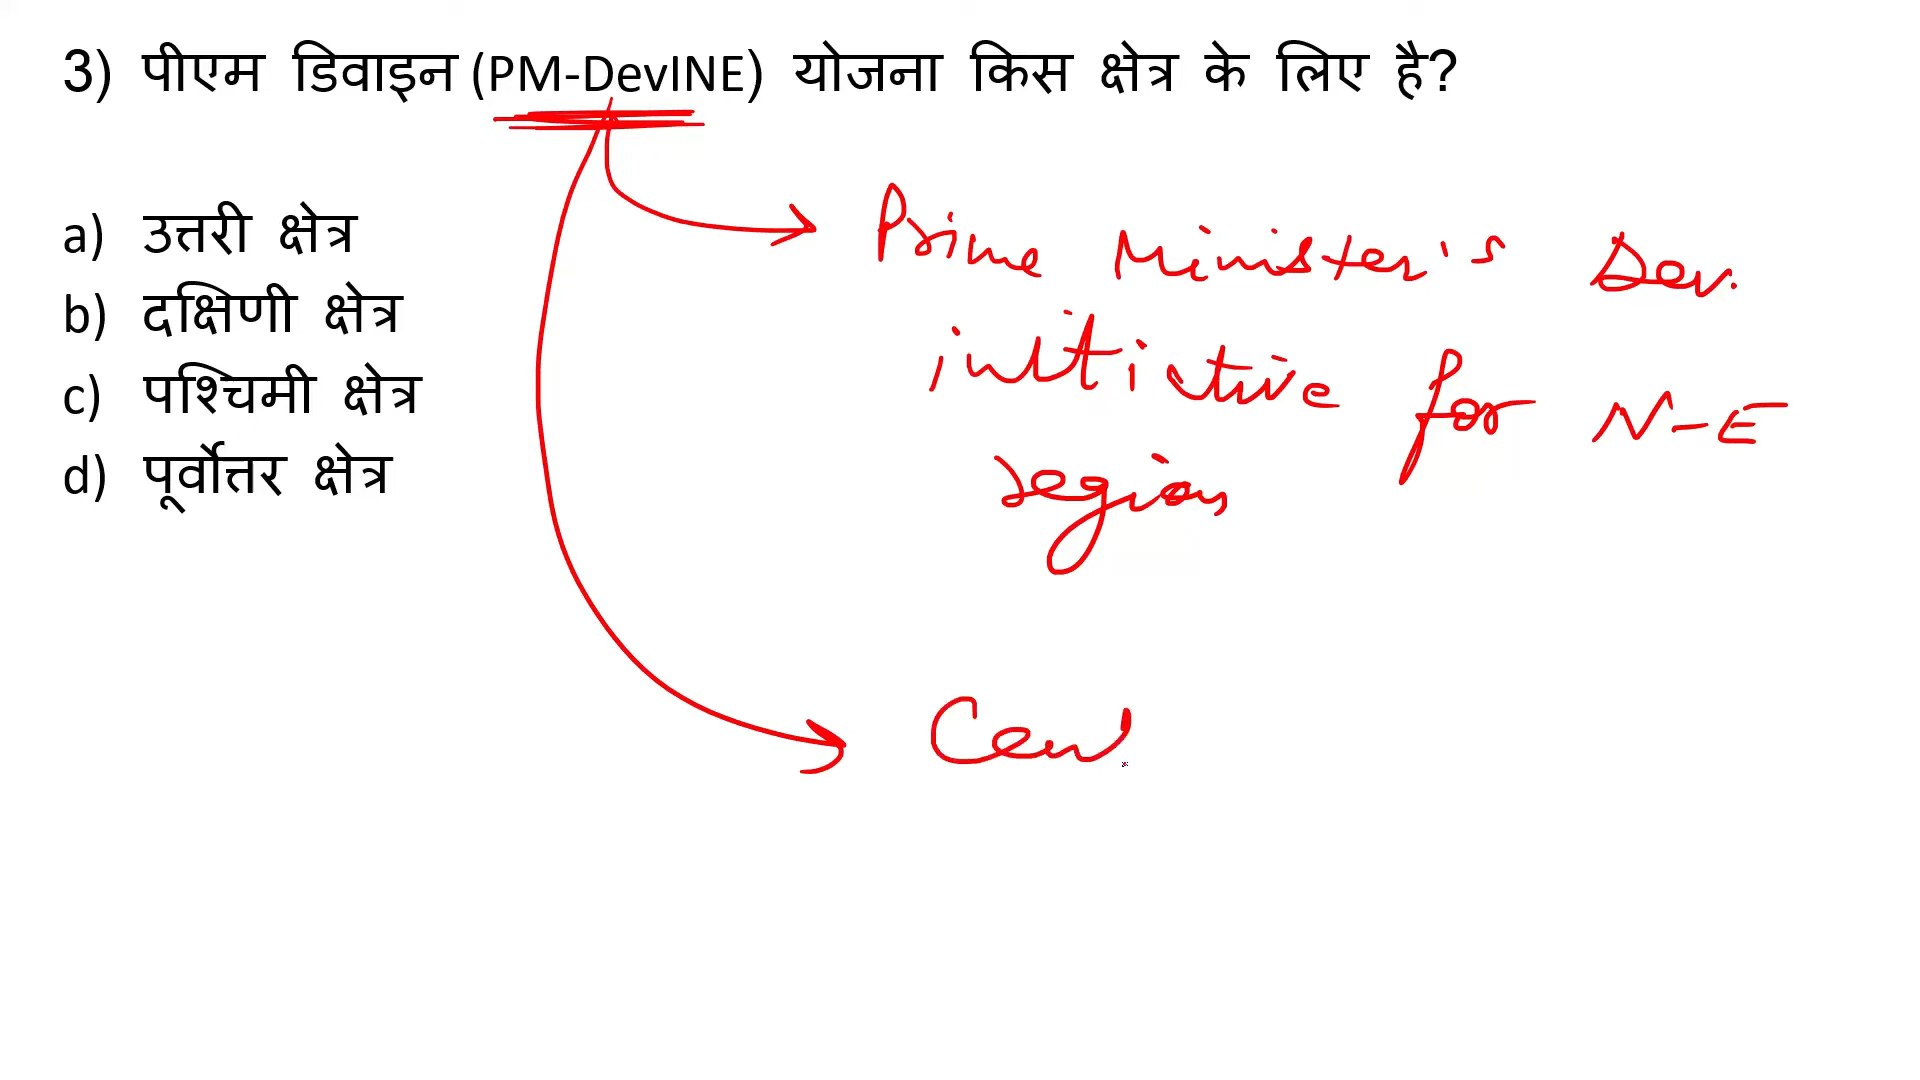 3) पीएम डिवाइन (PM-DevINE) योजना किस क्षेत्र के लिए है?
a) उत्तरी क्षेत्र
b) दक्षिणी क्षेत्र
c) पश्चिमी क्षेत्र
d) पूर्वोत्तर क्षेत्र
Prime Minister's Dev.
initiative for N-E
region